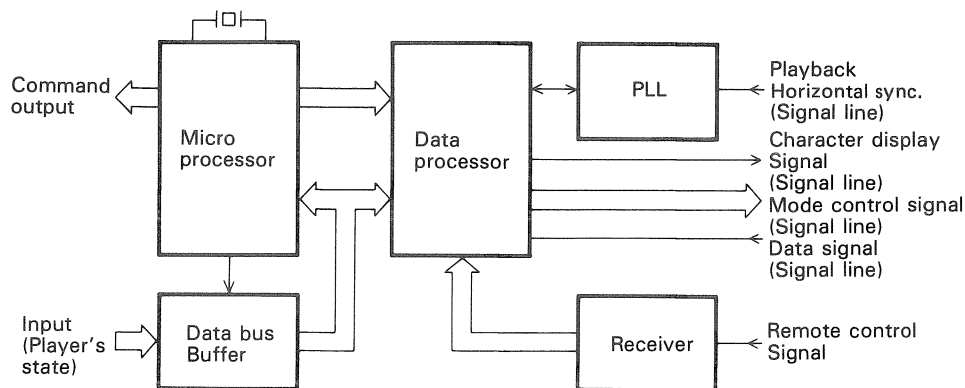 Command
output
Micro
processor
Data
processor
PLL
Playback
Horizontal sync.
(Signal line)
Character display
Signal
(Signal line)
Mode control signal
(Signal line)
Data signal
(Signal line)
Input
(Player's
state)
Data bus
Buffer
Receiver
Remote control
Signal